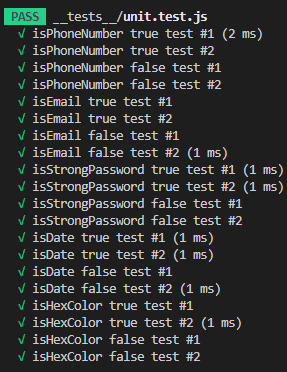 PASS __tests__/unit.test.js
√ isPhoneNumber true test #1 (2 ms)
√ isPhoneNumber true test #2
√ isPhoneNumber false test #1
√ isPhoneNumber false test #2
√ isEmail true test #1
√ isEmail true test #2
√ isEmail false test #1
√ isEmail false test #2 (1 ms)
√ isStrongPassword true test #1 (1 ms)
√ isStrongPassword true test #2 (1 ms)
√ isStrongPassword false test #1
√ isStrongPassword false test #2
√ isDate true test #1 (1 ms)
√ isDate true test #2 (1 ms)
√ isDate false test #1
√ isDate false test #2 (1 ms)
√ isHexColor true test #1
√ isHexColor true test #2 (1 ms)
√ isHexColor false test #1
√ isHexColor false test #2